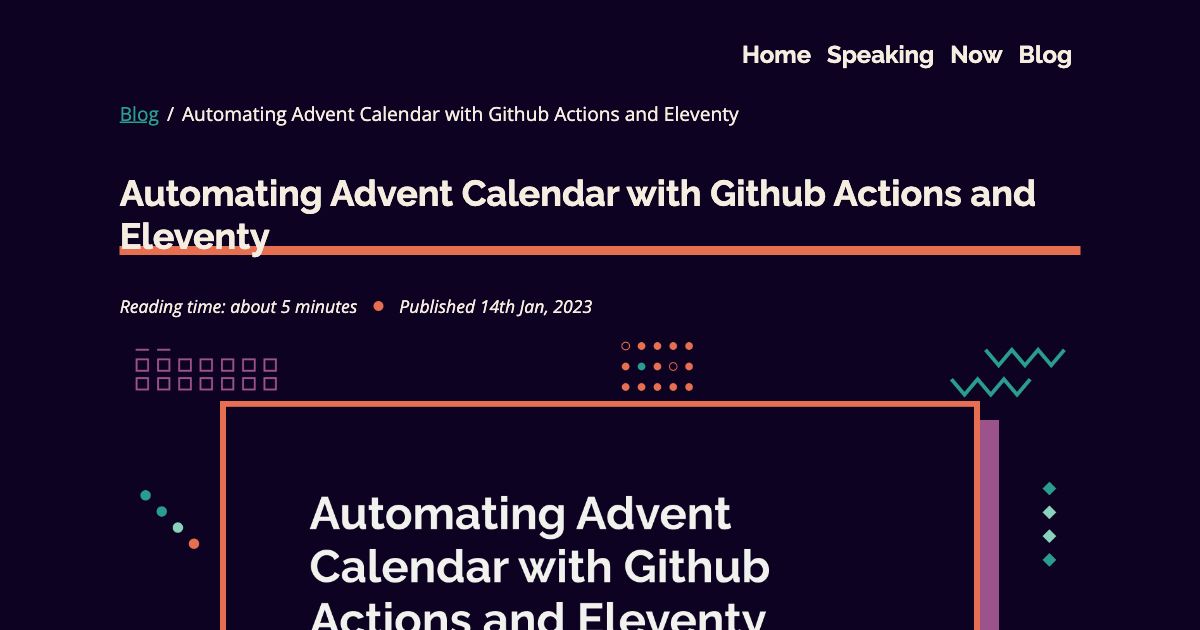 Home Speaking Now Blog
Blog / Automating Advent Calendar with Github Actions and Eleventy
Automating Advent Calendar with Github Actions and
Eleventy
Reading time: about 5 minutes ● Published 14th Jan, 2023
Automating Advent
Calendar with Github
Actions and Eleventy